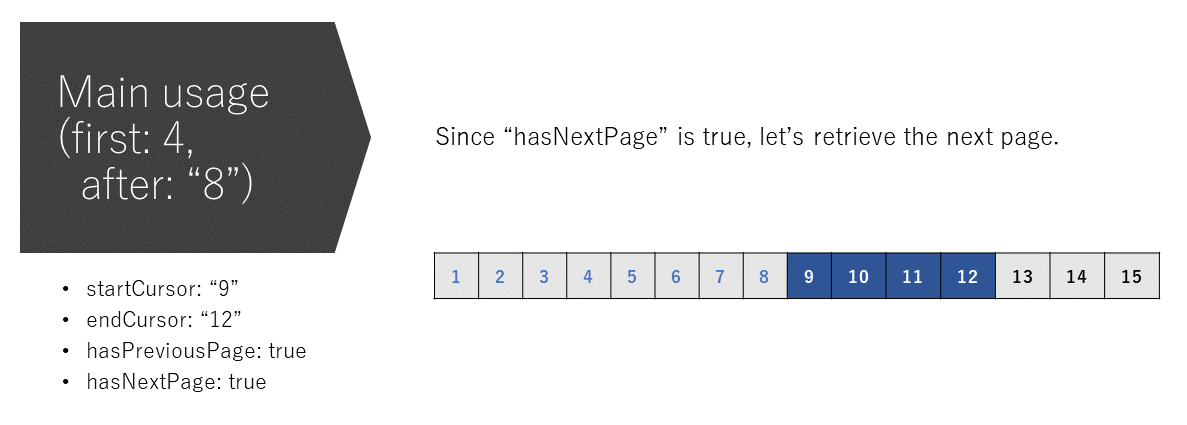 Main usage
(first: 4,
after: “8”)
Since “hasNextPage” is true, let’s retrieve the next page.
1 2 3 4 5 6 7 8 9 10 11 12 13 14 15
• startCursor: “9”
• endCursor: “12”
• hasPreviousPage: true
• hasNextPage: true